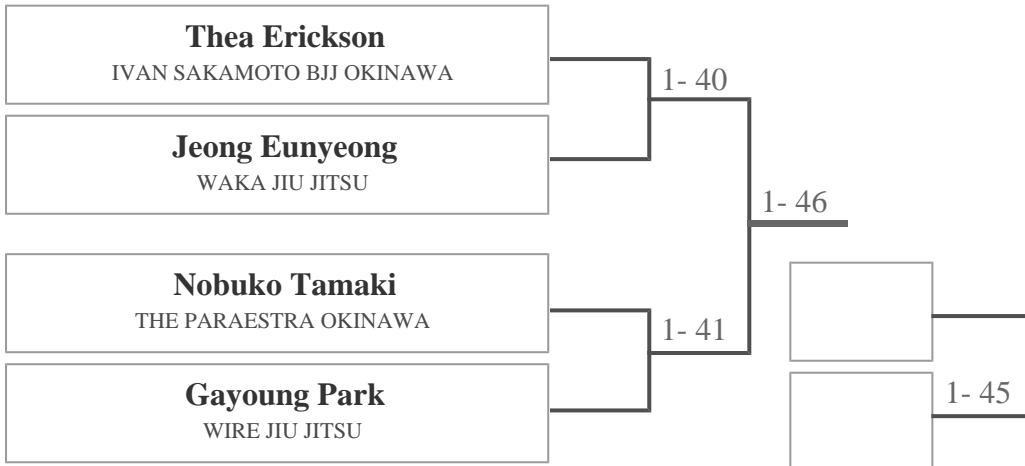 Thea Erickson
IVAN SAKAMOTO BJJ OKINAWA
1- 40
Jeong Eunyeong
WAKA JIU JITSU
1- 46
Nobuko Tamaki
THE PARAESTRA OKINAWA
1- 41
Gayoung Park
WIRE JIU JITSU
1- 45